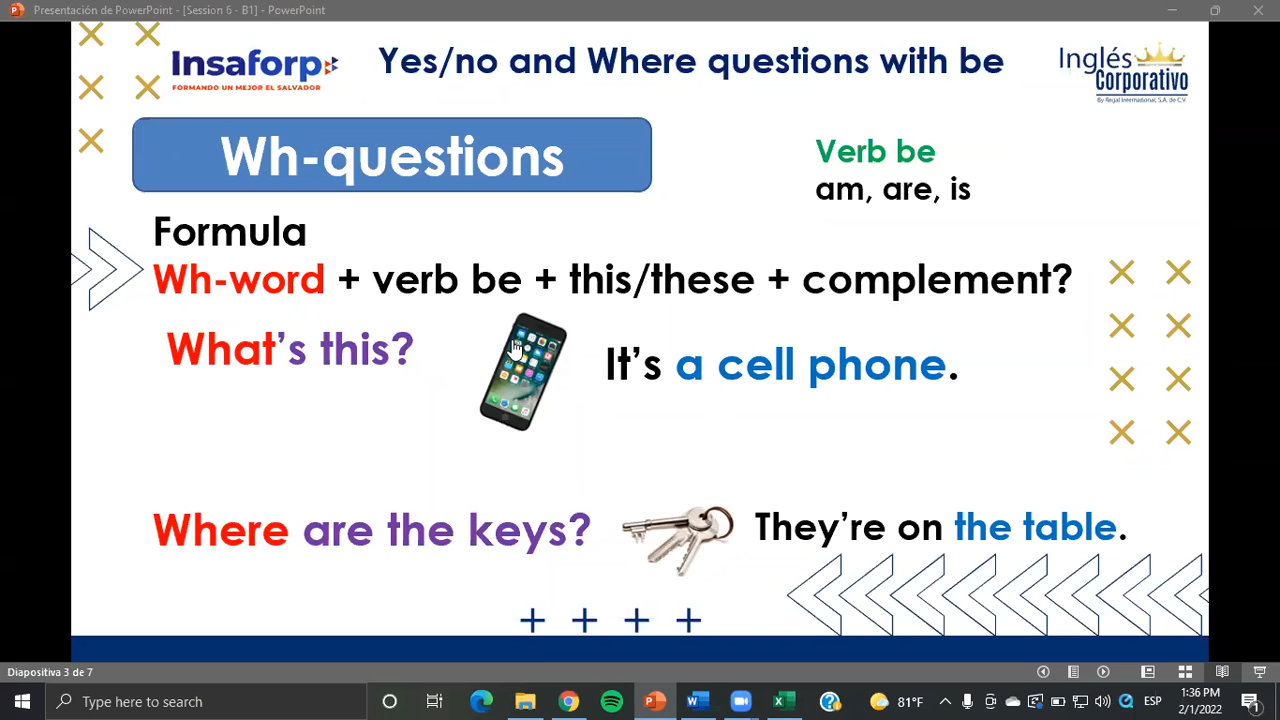 Presentación de PowerPoint - [Session 6 - B1] - PowerPoint
Insaforp
FORMANDO UN MEJOR EL SALVADOR
Yes/no and Where questions with be
Inglés
Corporativo
By Regal International, S.A. de C.V.
Wh-questions
Verb be
am, are, is
Formula
Wh-word + verb be + this/these + complement?
What's this?
It's a cell phone.
Where are the keys?
They're on the table.
Diapositiva 3 de 7
Type here to search
81°F
ESP
1:36 PM
2/1/2022